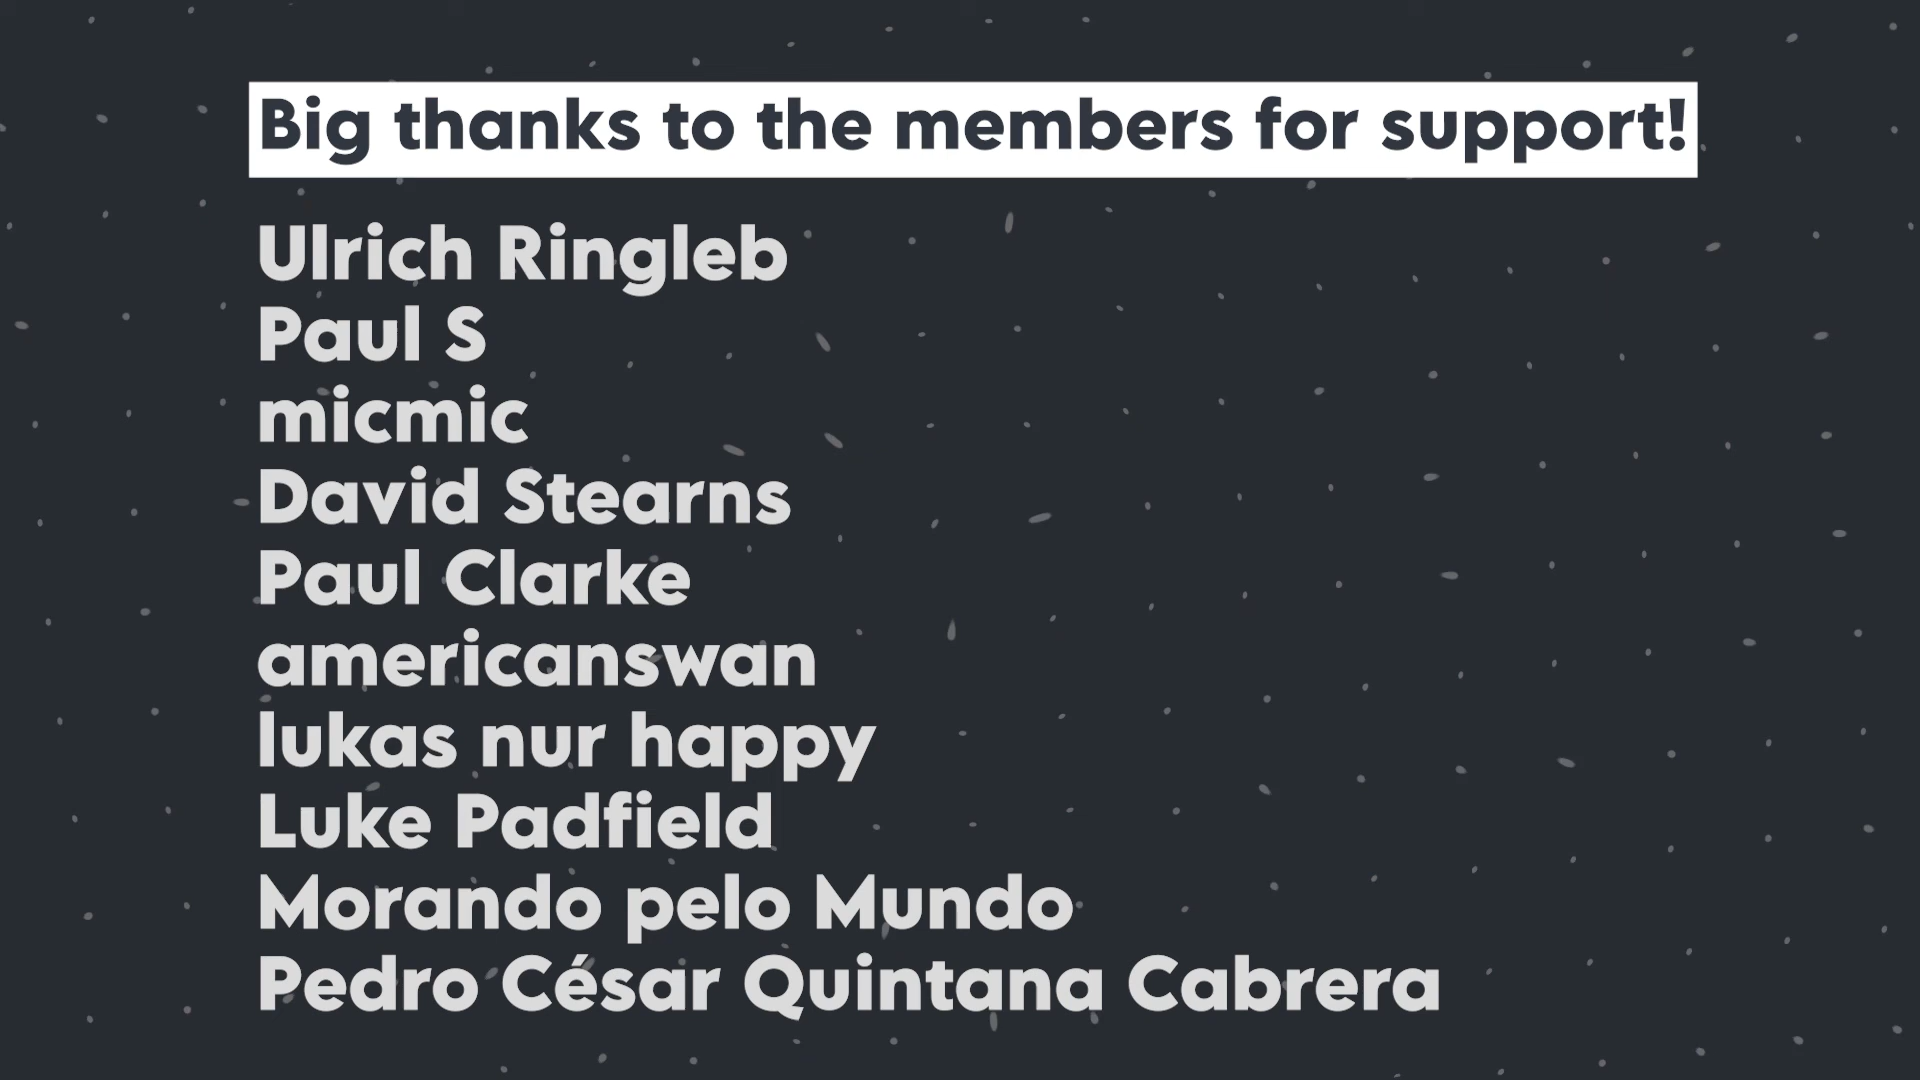 Big thanks to the members for support!
Ulrich Ringleb
Paul S
micmic
David Stearns
Paul Clarke
americanswan
lukas nur happy
Luke Padfield
Morando pelo Mundo
Pedro César Quintana Cabrera